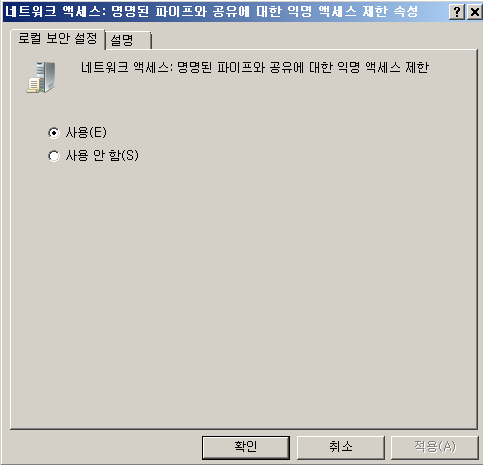 네트워크 액세스: 명명된 파이프와 공유에 대한 익명 액세스 제한 속성
로컬 보안 설정 설명
네트워크 액세스: 명명된 파이프와 공유에 대한 익명 액세스 제한
사용(E)
사용 안 함(S)
확인 취소 적용(A)